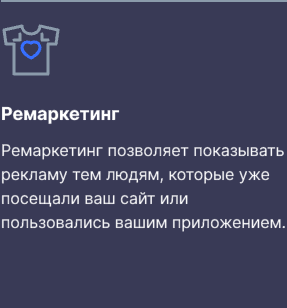 Ремаркетинг
Ремаркетинг позволяет показывать
рекламу тем людям, которые уже
посещали ваш сайт или
пользовались вашим приложением.